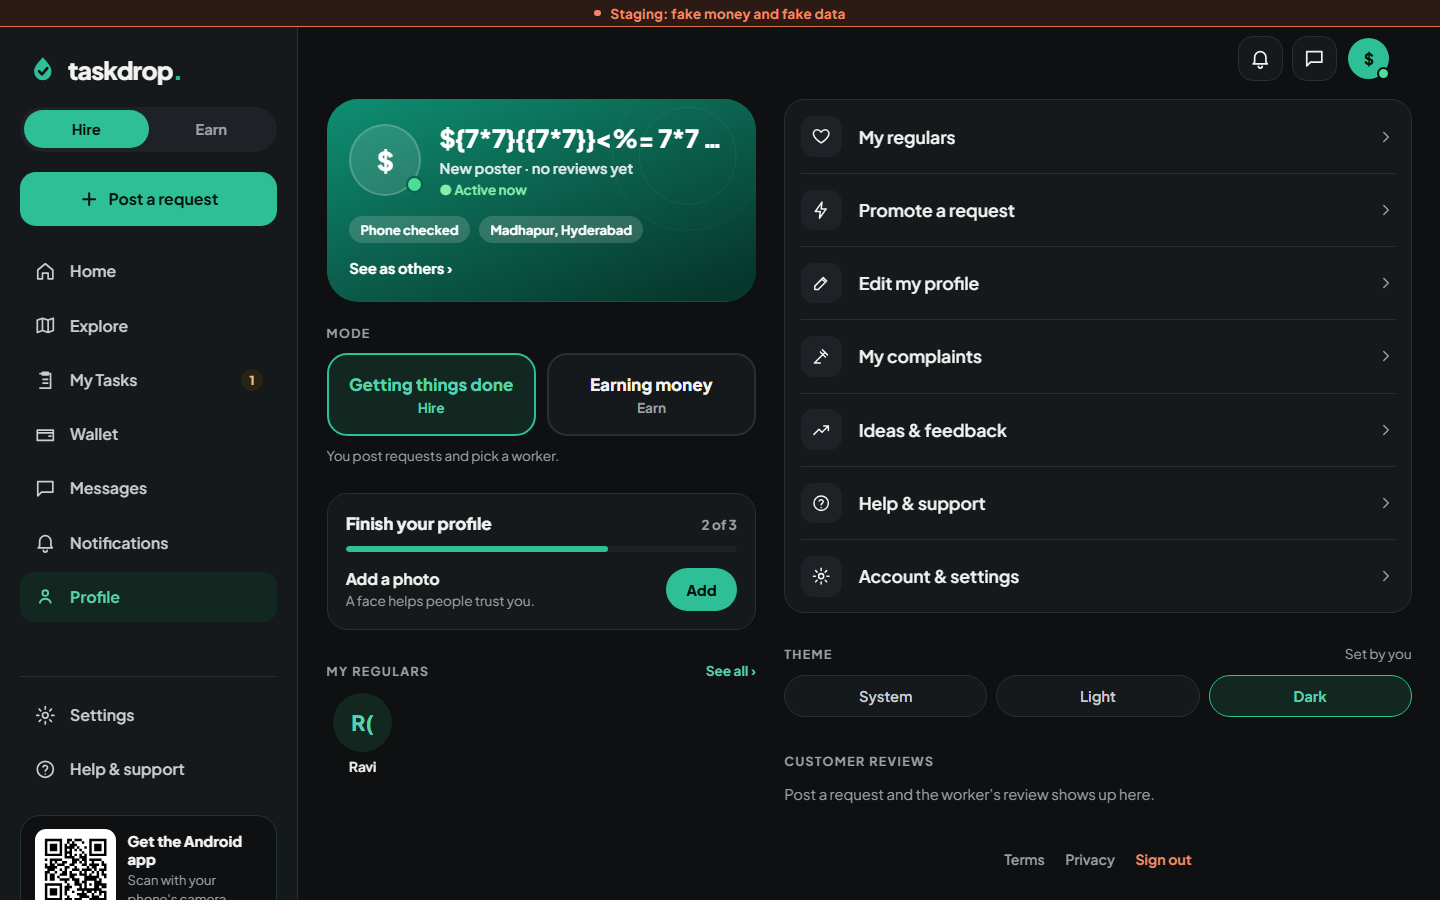 Staging: fake money and fake data
taskdrop.
Hire
Earn
Post a request
Home
Explore
My Tasks
1
Wallet
Messages
Notifications
Profile
Settings
Help & support
Get the Android
app
Scan with your
phone's camera
$
$
${7*7}{{7*7}}<%= 7*7 ...
New poster · no reviews yet
Active now
Phone checked
Madhapur, Hyderabad
See as others ›
MODE
Getting things done
Hire
Earning money
Earn
You post requests and pick a worker.
Finish your profile
2 of 3
Add a photo
A face helps people trust you.
Add
MY REGULARS
See all ›
R(
Ravi
My regulars
Promote a request
Edit my profile
My complaints
Ideas & feedback
Help & support
Account & settings
THEME
Set by you
System
Light
Dark
CUSTOMER REVIEWS
Post a request and the worker's review shows up here.
Terms
Privacy
Sign out